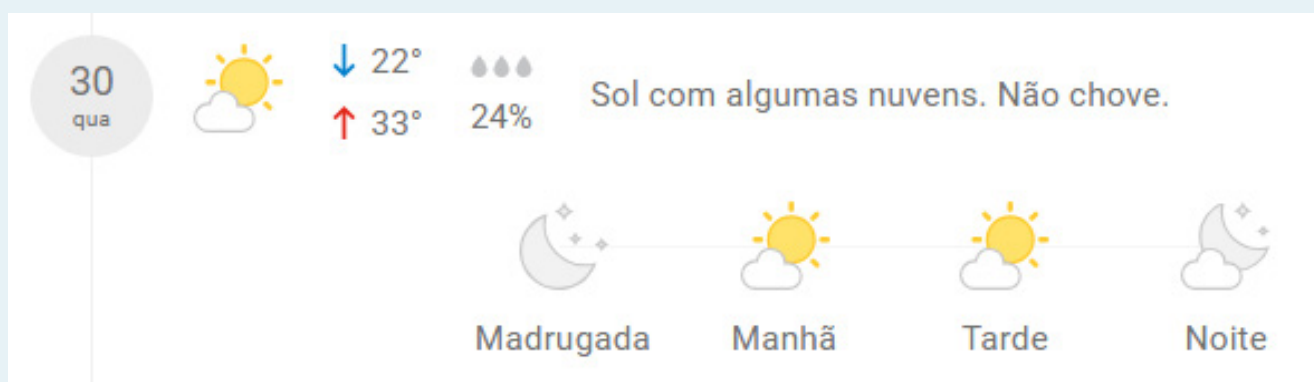 30
qua
↓ 22°
↑ 33°
24%
Sol com algumas nuvens. Não chove.
Madrugada Manhã Tarde Noite